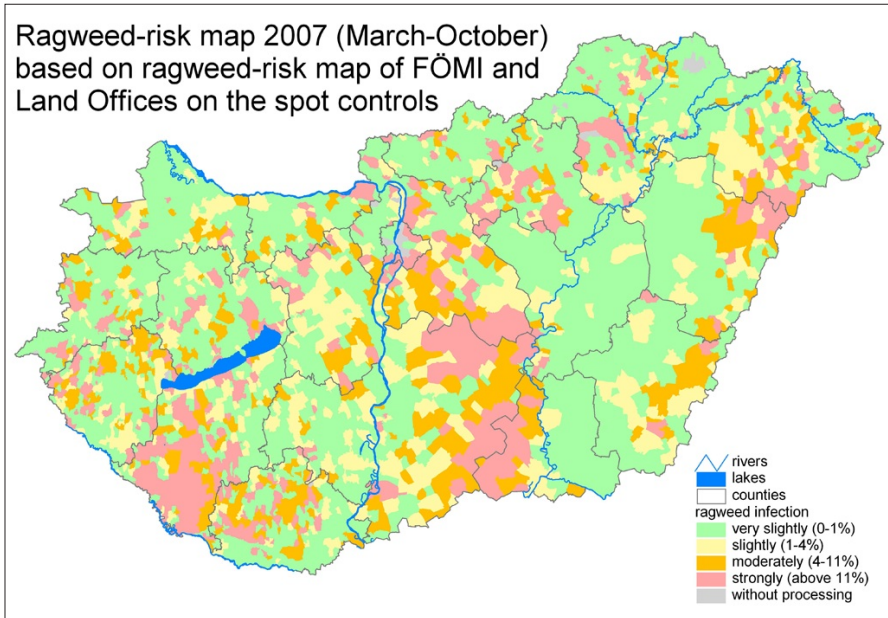 Ragweed-risk map 2007 (March-October)
based on ragweed-risk map of FÖMI and
Land Offices on the spot controls
rivers
lakes
counties
ragweed infection
very slightly (0-1%)
slightly (1-4%)
moderately (4-11%)
strongly (above 11%)
without processing